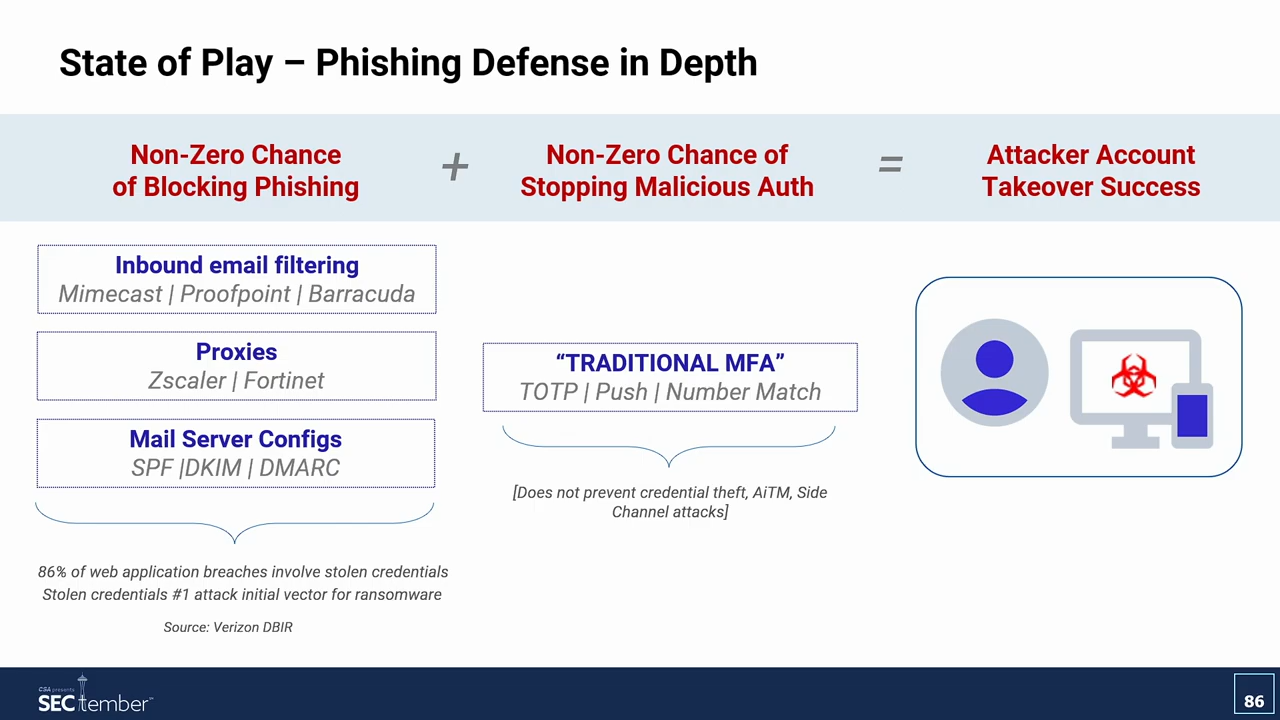 State of Play – Phishing Defense in Depth
Non-Zero Chance
of Blocking Phishing
+
Non-Zero Chance of
Stopping Malicious Auth
=
Attacker Account
Takeover Success
Inbound email filtering
Mimecast | Proofpoint | Barracuda
Proxies
Zscaler | Fortinet
Mail Server Configs
SPF |DKIM | DMARC
86% of web application breaches involve stolen credentials
Stolen credentials #1 attack initial vector for ransomware
Source: Verizon DBIR
“TRADITIONAL MFA”
TOTP | Push | Number Match
[Does not prevent credential theft, AiTM, Side
Channel attacks]
CSA presents
SECtember™
86